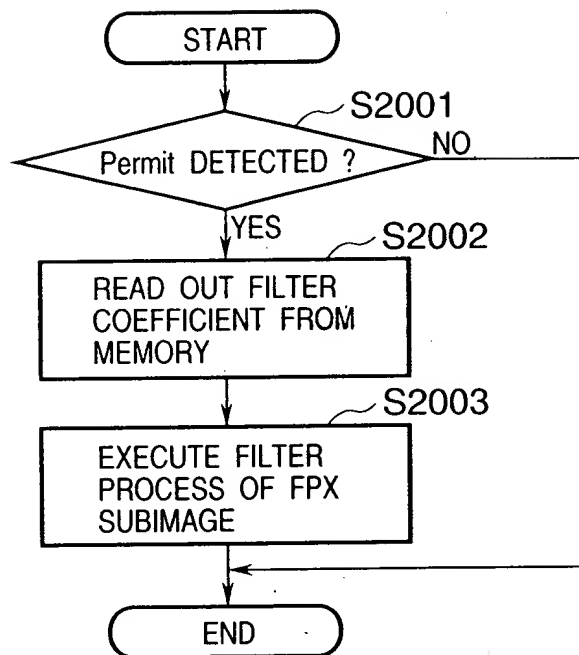 START
S2001
Permit DETECTED ?
NO
YES
S2002
READ OUT FILTER
COEFFICIENT FROM
MEMORY
S2003
EXECUTE FILTER
PROCESS OF FPX
SUBIMAGE
END